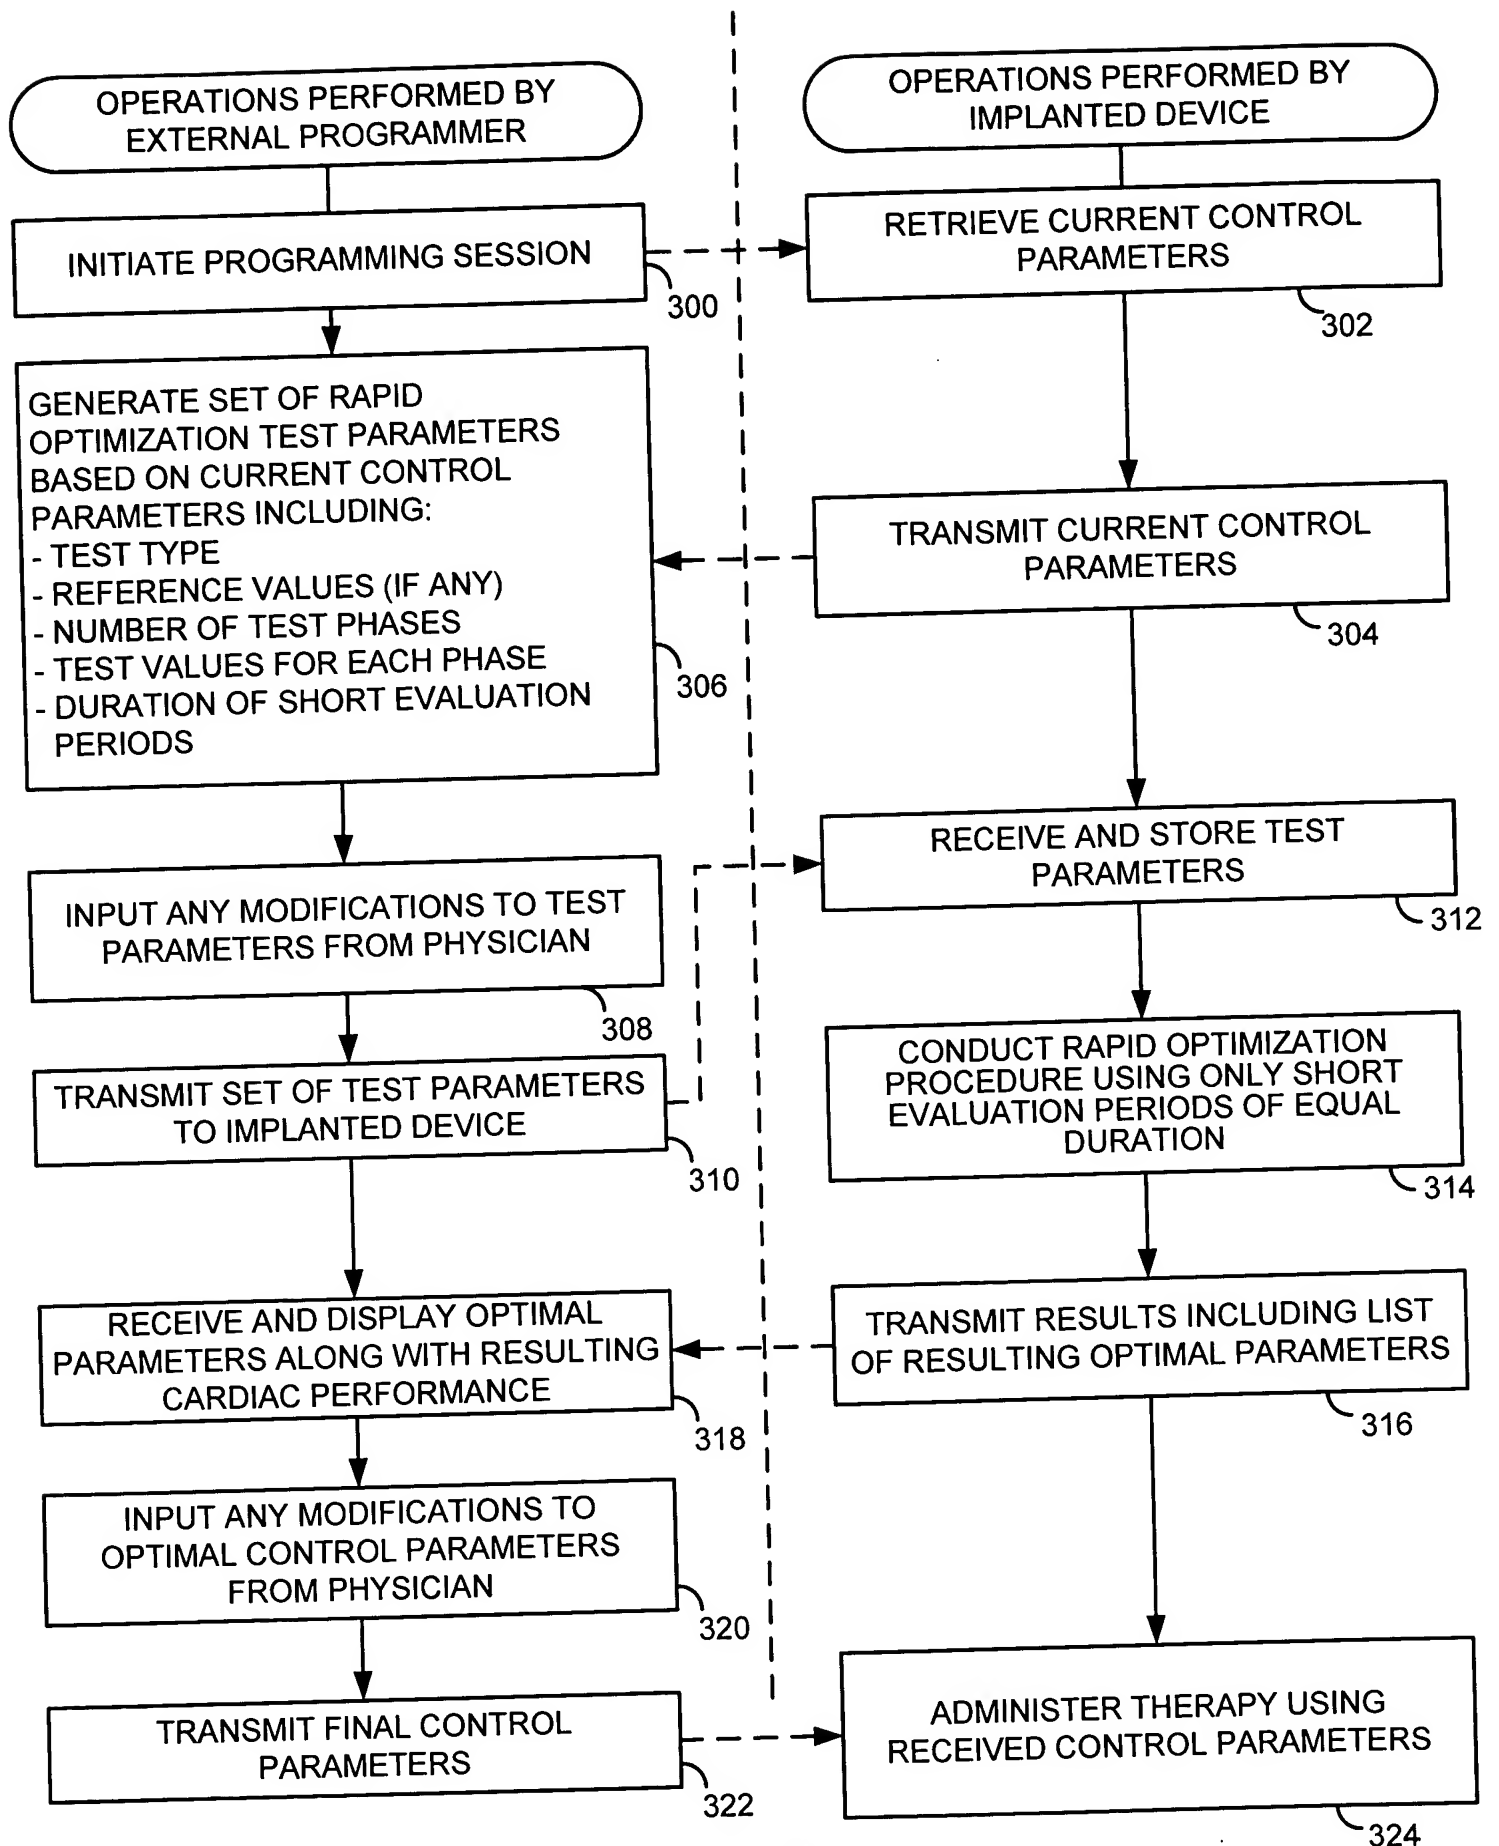 OPERATIONS PERFORMED BY
EXTERNAL PROGRAMMER
INITIATE PROGRAMMING SESSION
300
GENERATE SET OF RAPID
OPTIMIZATION TEST PARAMETERS
BASED ON CURRENT CONTROL
PARAMETERS INCLUDING:
- TEST TYPE
- REFERENCE VALUES (IF ANY)
- NUMBER OF TEST PHASES
- TEST VALUES FOR EACH PHASE
- DURATION OF SHORT EVALUATION
PERIODS
306
INPUT ANY MODIFICATIONS TO TEST
PARAMETERS FROM PHYSICIAN
308
TRANSMIT SET OF TEST PARAMETERS
TO IMPLANTED DEVICE
310
RECEIVE AND DISPLAY OPTIMAL
PARAMETERS ALONG WITH RESULTING
CARDIAC PERFORMANCE
318
INPUT ANY MODIFICATIONS TO
OPTIMAL CONTROL PARAMETERS
FROM PHYSICIAN
320
TRANSMIT FINAL CONTROL
PARAMETERS
322
OPERATIONS PERFORMED BY
IMPLANTED DEVICE
RETRIEVE CURRENT CONTROL
PARAMETERS
302
TRANSMIT CURRENT CONTROL
PARAMETERS
304
RECEIVE AND STORE TEST
PARAMETERS
312
CONDUCT RAPID OPTIMIZATION
PROCEDURE USING ONLY SHORT
EVALUATION PERIODS OF EQUAL
DURATION
314
TRANSMIT RESULTS INCLUDING LIST
OF RESULTING OPTIMAL PARAMETERS
316
ADMINISTER THERAPY USING
RECEIVED CONTROL PARAMETERS
324